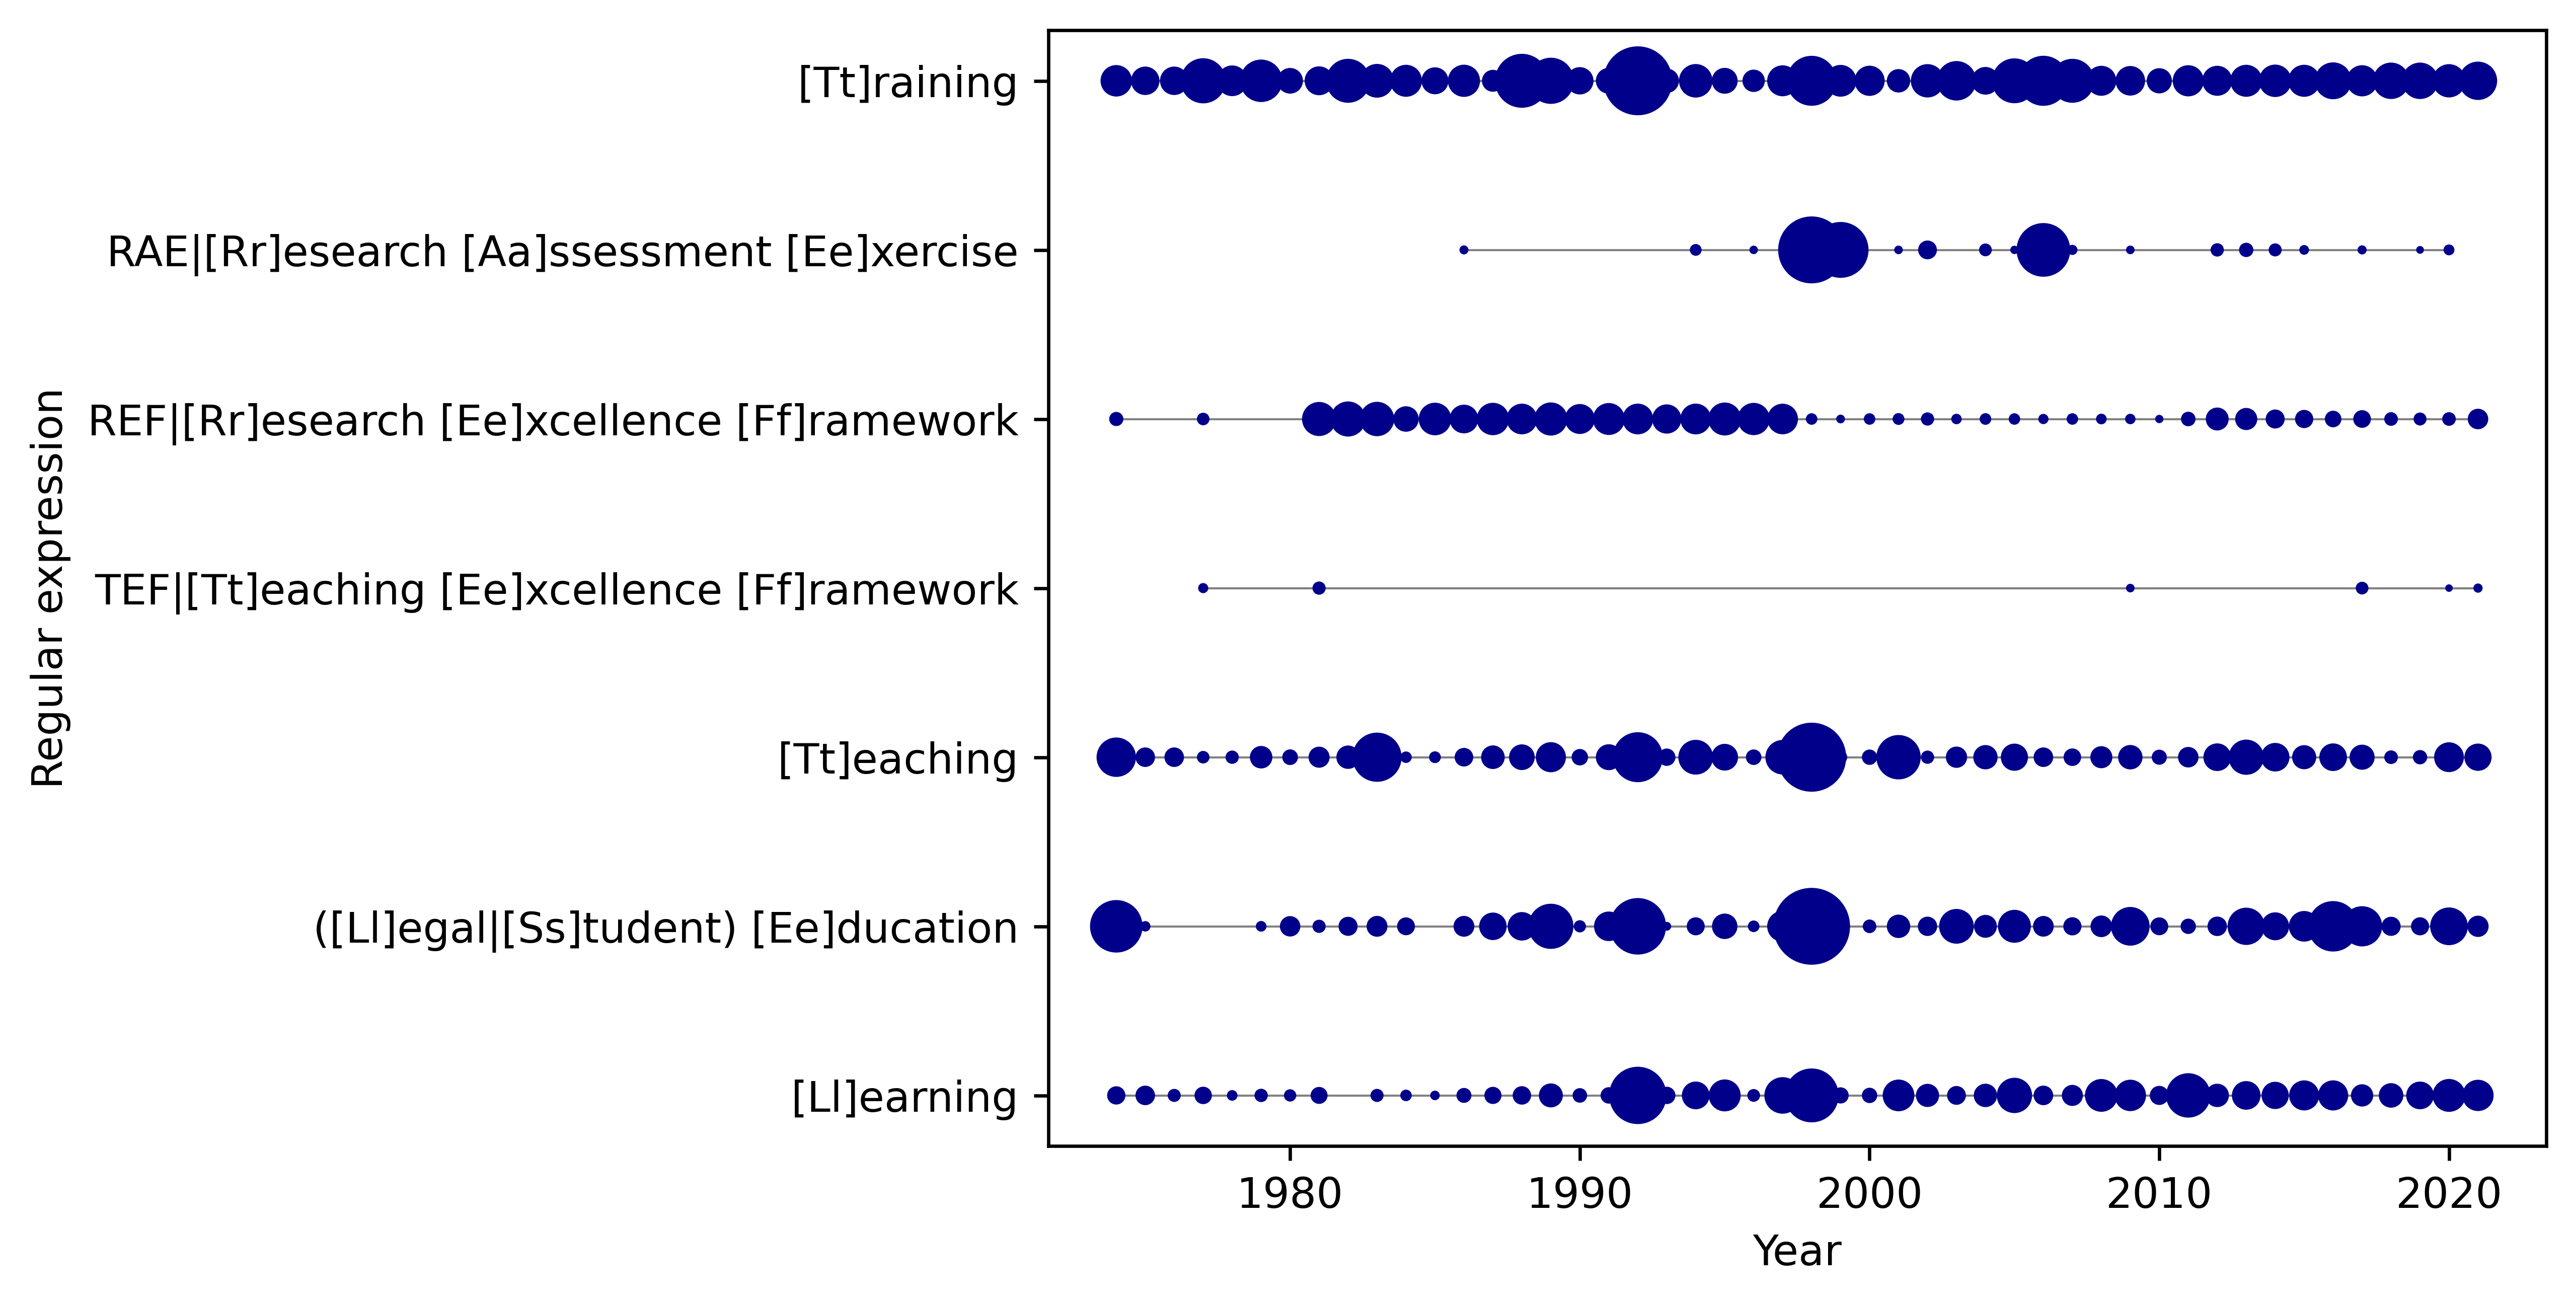 [Tt]raining
RAE|[Rr]esearch [Aa]ssessment [Ee]xercise
REF|[Rr]esearch [Ee]xcellence [Ff]ramework
TEF|[Tt]eaching [Ee]xcellence [Ff]ramework
[Tt]eaching
([Ll]egal|[Ss]tudent) [Ee]ducation
[Ll]earning
Regular expression
1980 1990 2000 2010 2020
Year